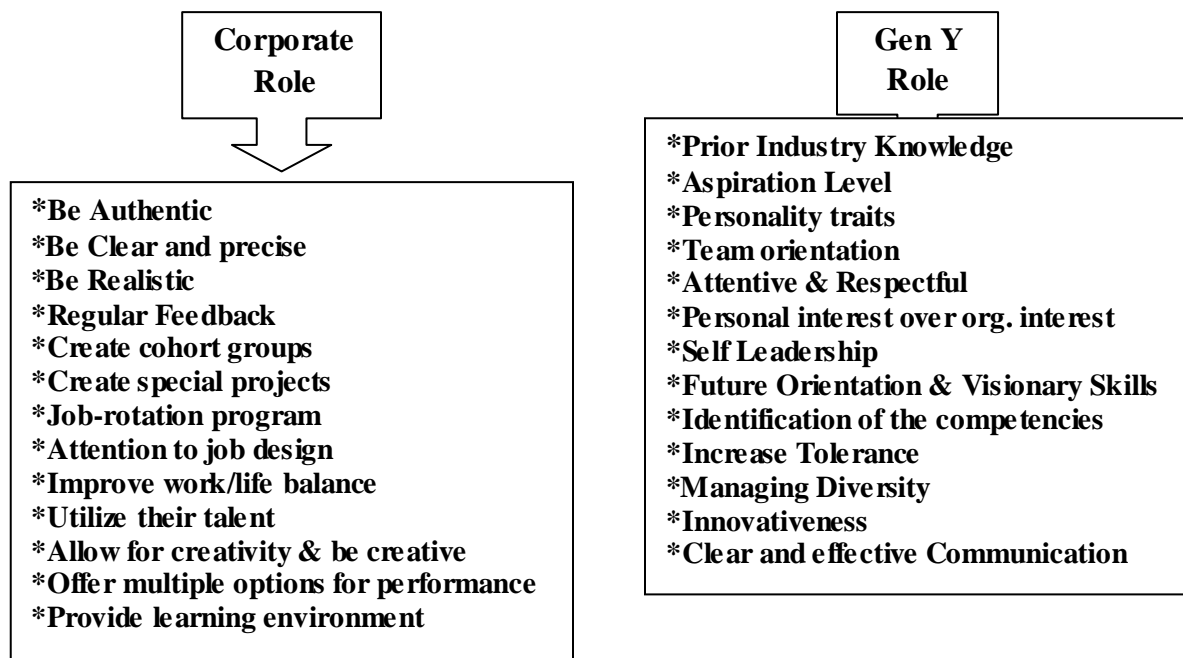 Corporate
Role
*Be Authentic
*Be Clear and precise
*Be Realistic
*Regular Feedback
*Create cohort groups
*Create special projects
*Job-rotation program
*Attention to job design
*Improve work/life balance
*Utilize their talent
*Allow for creativity & be creative
*Offer multiple options for performance
*Provide learning environment
Gen Y
Role
*Prior Industry Knowledge
*Aspiration Level
*Personality traits
*Team orientation
*Attentive & Respectful
*Personal interest over org. interest
*Self Leadership
*Future Orientation & Visionary Skills
*Identification of the competencies
*Increase Tolerance
*Managing Diversity
*Innovativeness
*Clear and effective Communication